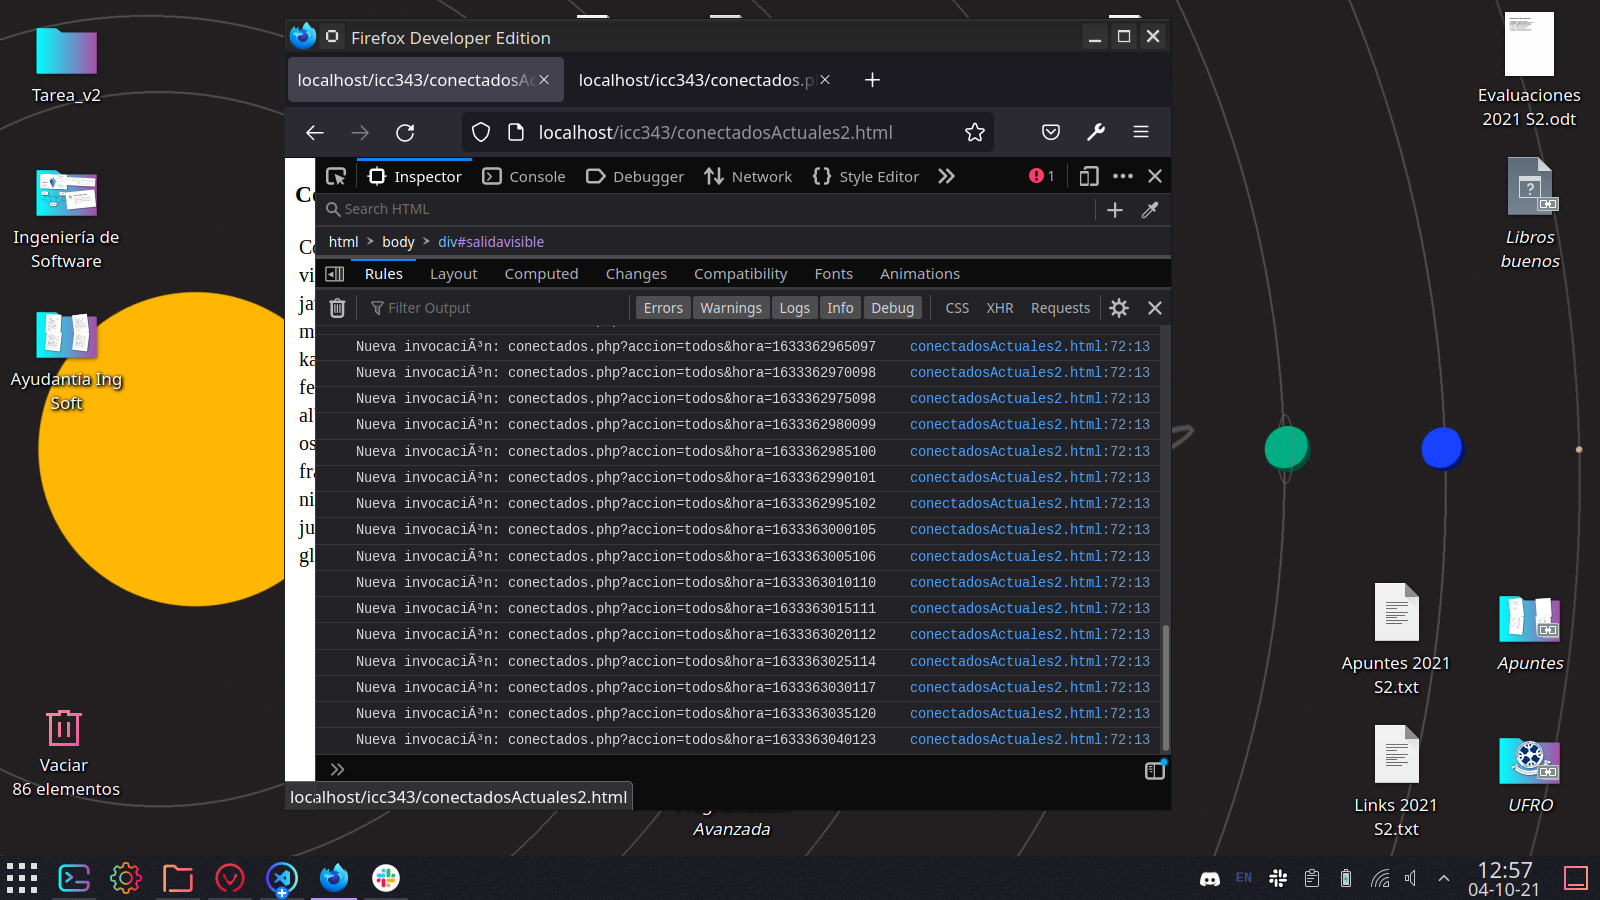 Tarea_v2
Ingeniería de
Software
Ayudantía Ing
Soft
Vaciar
86 elementos
Firefox Developer Edition
localhost/icc343/conectadosAc
localhost/icc343/conectados.p
localhost/icc343/conectadosActuales2.html
Inspector
Console
Debugger
Network
Style Editor
1
Search HTML
html
body
div#salidavisible
Rules
Layout
Computed
Changes
Compatibility
Fonts
Animations
Filter Output
Errors
Warnings
Logs
Info
Debug
CSS
XHR
Requests
Nueva invocaciÃ³n: conectados.php?accion=todos&hora=1633362965097 conectadosActuales2.html:72:13
Nueva invocaciÃ³n: conectados.php?accion=todos&hora=1633362970098 conectadosActuales2.html:72:13
Nueva invocaciÃ³n: conectados.php?accion=todos&hora=1633362975098 conectadosActuales2.html:72:13
Nueva invocaciÃ³n: conectados.php?accion=todos&hora=1633362980099 conectadosActuales2.html:72:13
Nueva invocaciÃ³n: conectados.php?accion=todos&hora=1633362985100 conectadosActuales2.html:72:13
Nueva invocaciÃ³n: conectados.php?accion=todos&hora=1633362990101 conectadosActuales2.html:72:13
Nueva invocaciÃ³n: conectados.php?accion=todos&hora=1633362995102 conectadosActuales2.html:72:13
Nueva invocaciÃ³n: conectados.php?accion=todos&hora=1633363000105 conectadosActuales2.html:72:13
Nueva invocaciÃ³n: conectados.php?accion=todos&hora=1633363005106 conectadosActuales2.html:72:13
Nueva invocaciÃ³n: conectados.php?accion=todos&hora=1633363010110 conectadosActuales2.html:72:13
Nueva invocaciÃ³n: conectados.php?accion=todos&hora=1633363015111 conectadosActuales2.html:72:13
Nueva invocaciÃ³n: conectados.php?accion=todos&hora=1633363020112 conectadosActuales2.html:72:13
Nueva invocaciÃ³n: conectados.php?accion=todos&hora=1633363025114 conectadosActuales2.html:72:13
Nueva invocaciÃ³n: conectados.php?accion=todos&hora=1633363030117 conectadosActuales2.html:72:13
Nueva invocaciÃ³n: conectados.php?accion=todos&hora=1633363035120 conectadosActuales2.html:72:13
Nueva invocaciÃ³n: conectados.php?accion=todos&hora=1633363040123 conectadosActuales2.html:72:13
localhost/icc343/conectadosActuales2.html
Avanzada
Evaluaciones
2021 S2.odt
Libros
buenos
Apuntes 2021
S2.txt
Apuntes
Links 2021
S2.txt
UFRO
EN
12:57
04-10-21